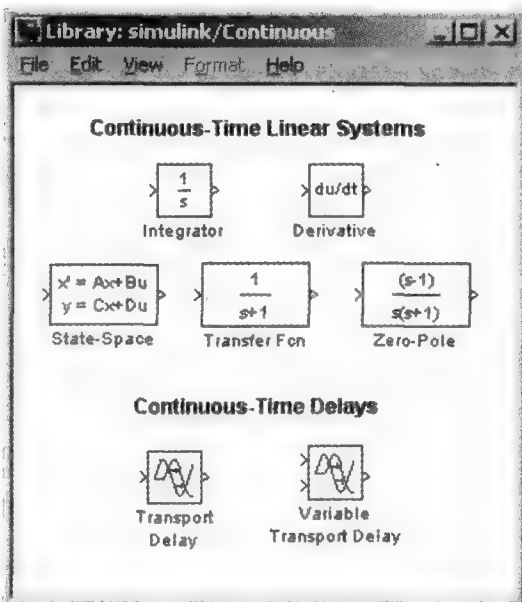 Library: simulink/Continuous
File Edit View Format Help
Continuous-Time Linear Systems
1
s
du/dt
Integrator Derivative
x' = Ax+Bu
y = Cx+Du
1
s+1
(s-1)
s(s+1)
State-Space Transfer Fcn Zero-Pole
Continuous-Time Delays
Transport
Delay
Variable
Transport Delay